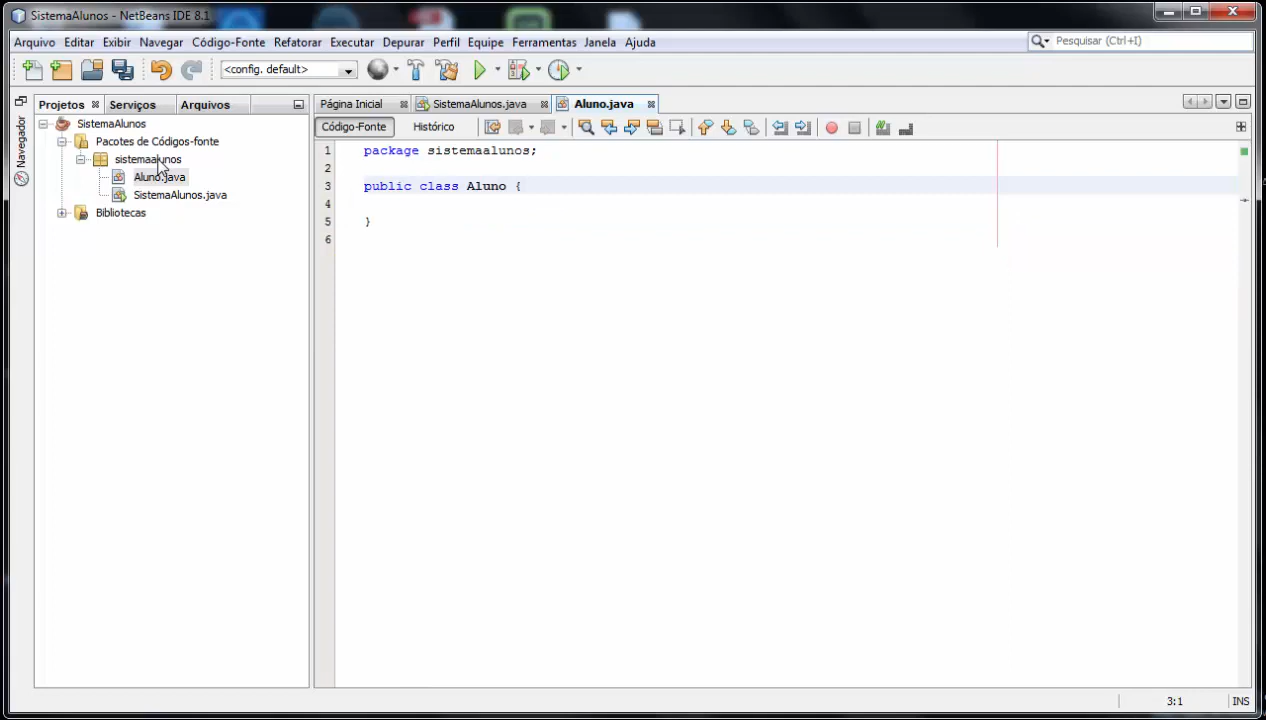 SistemaAlunos - NetBeans IDE 8.1
Arquivo Editar Exibir Navegar Código-Fonte Refatorar Executar Depurar Perfil Equipe Ferramentas Janela Ajuda
Pesquisar (Ctrl+I)
<config. default>
Projetos Serviços Arquivos
Página Inicial SistemaAlunos.java Aluno.java
Navegador
SistemaAlunos
Pacotes de Códigos-fonte
sistemaalunos
Aluno.java
SistemaAlunos.java
Bibliotecas
Código-Fonte Histórico
1 package sistemaalunos;
2
3 public class Aluno {
4
5 }
6
3:1 INS